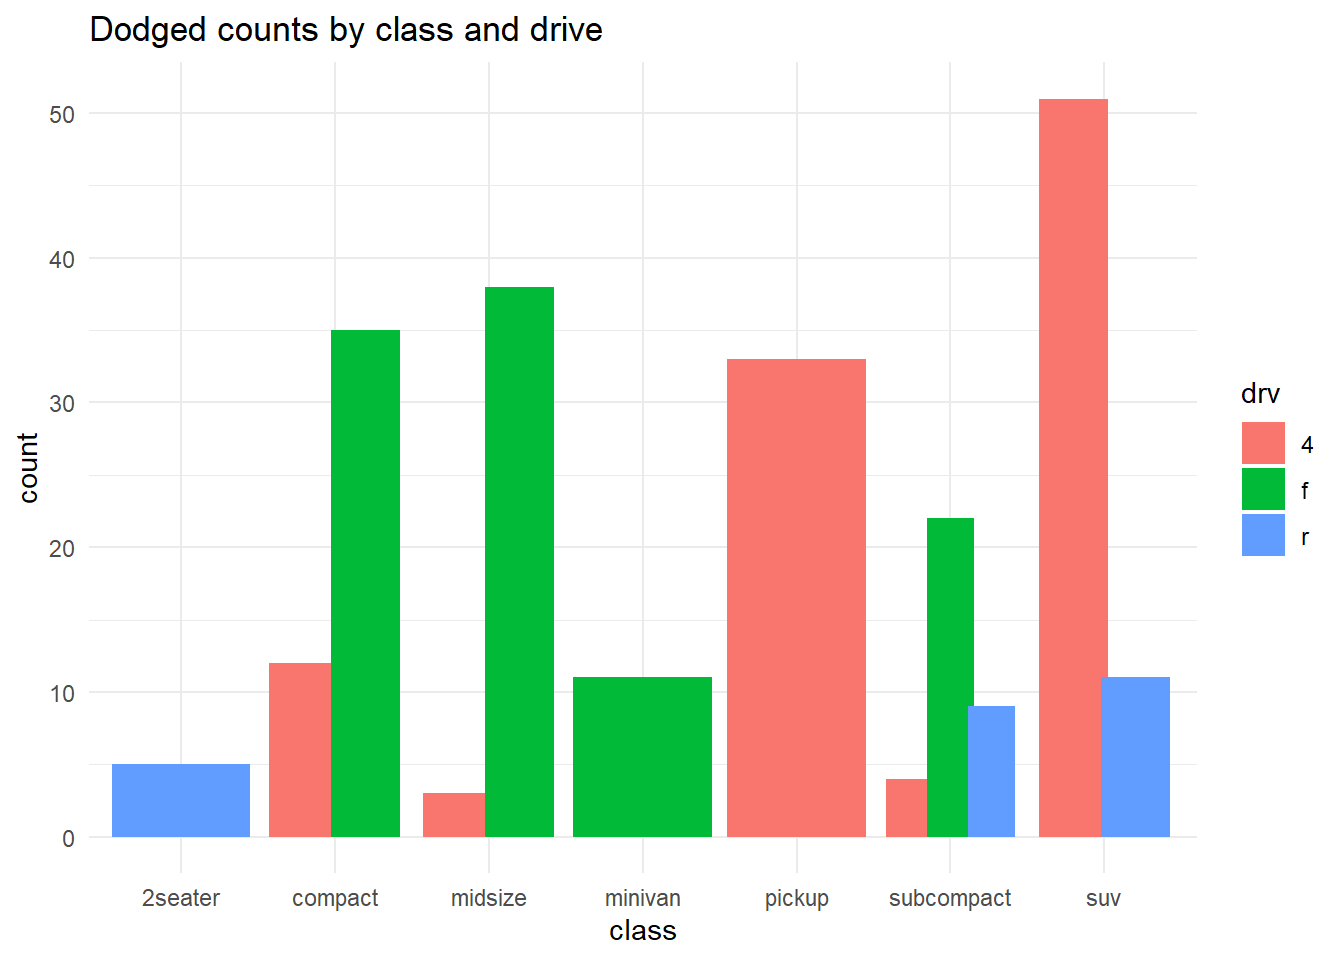 Dodged counts by class and drive
50
40
30
20
10
0
count
2seater compact midsize minivan pickup subcompact suv
class
drv
4
f
r